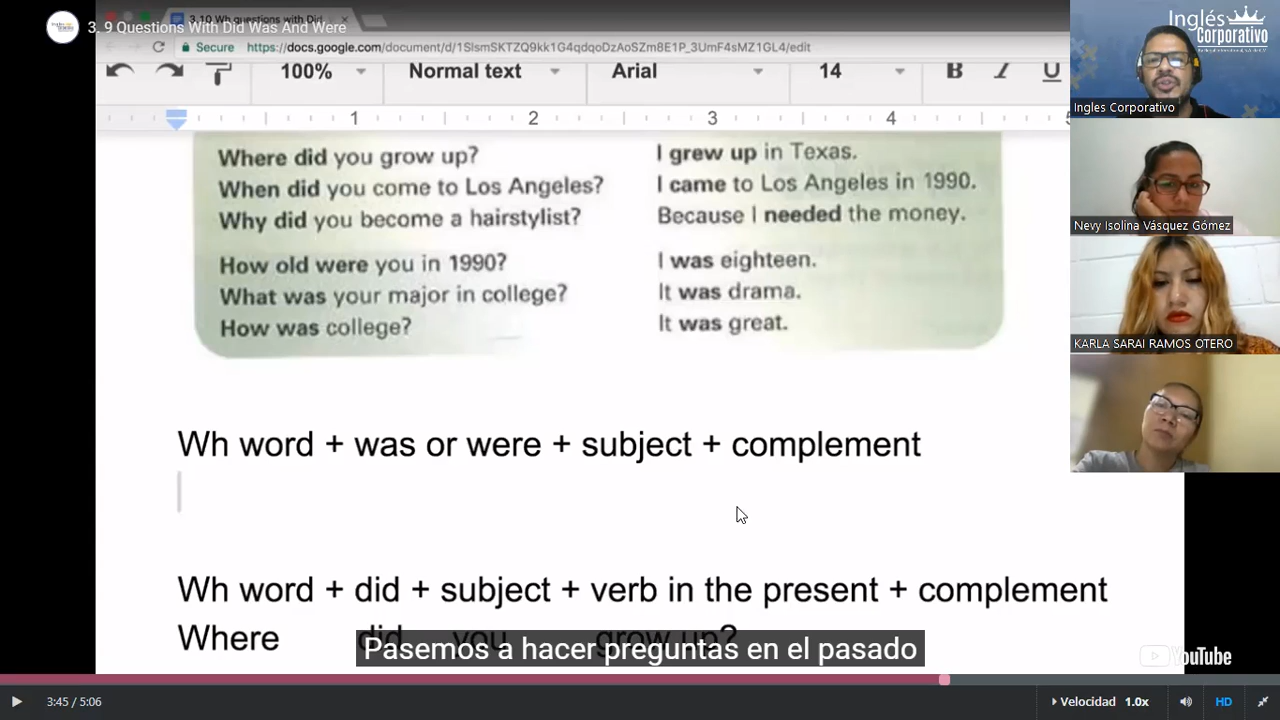 3.10 Wh questions with Did
3. 9 Questions With Did Was And Were
Secure https://docs.google.com/document/d/1SlsmSKTZQ9kk1G4qdqoDzAoSZm8E1P_3UmF4sMZ1GL4/edit
100% Normal text Arial 14 B I U
1 2 3 4 5
Where did you grow up? I grew up in Texas.
When did you come to Los Angeles? I came to Los Angeles in 1990.
Why did you become a hairstylist? Because I needed the money.
How old were you in 1990? I was eighteen.
What was your major in college? It was drama.
How was college? It was great.
Wh word + was or were + subject + complement
Wh word + did + subject + verb in the present + complement
Where did you grow up?
Pasemos a hacer preguntas en el pasado
YouTube
3:45 / 5:06 Velocidad 1.0x HD
Inglés
Corporativo
Ingles Corporativo
Nevy Isolina Vásquez Gómez
KARLA SARAI RAMOS OTERO